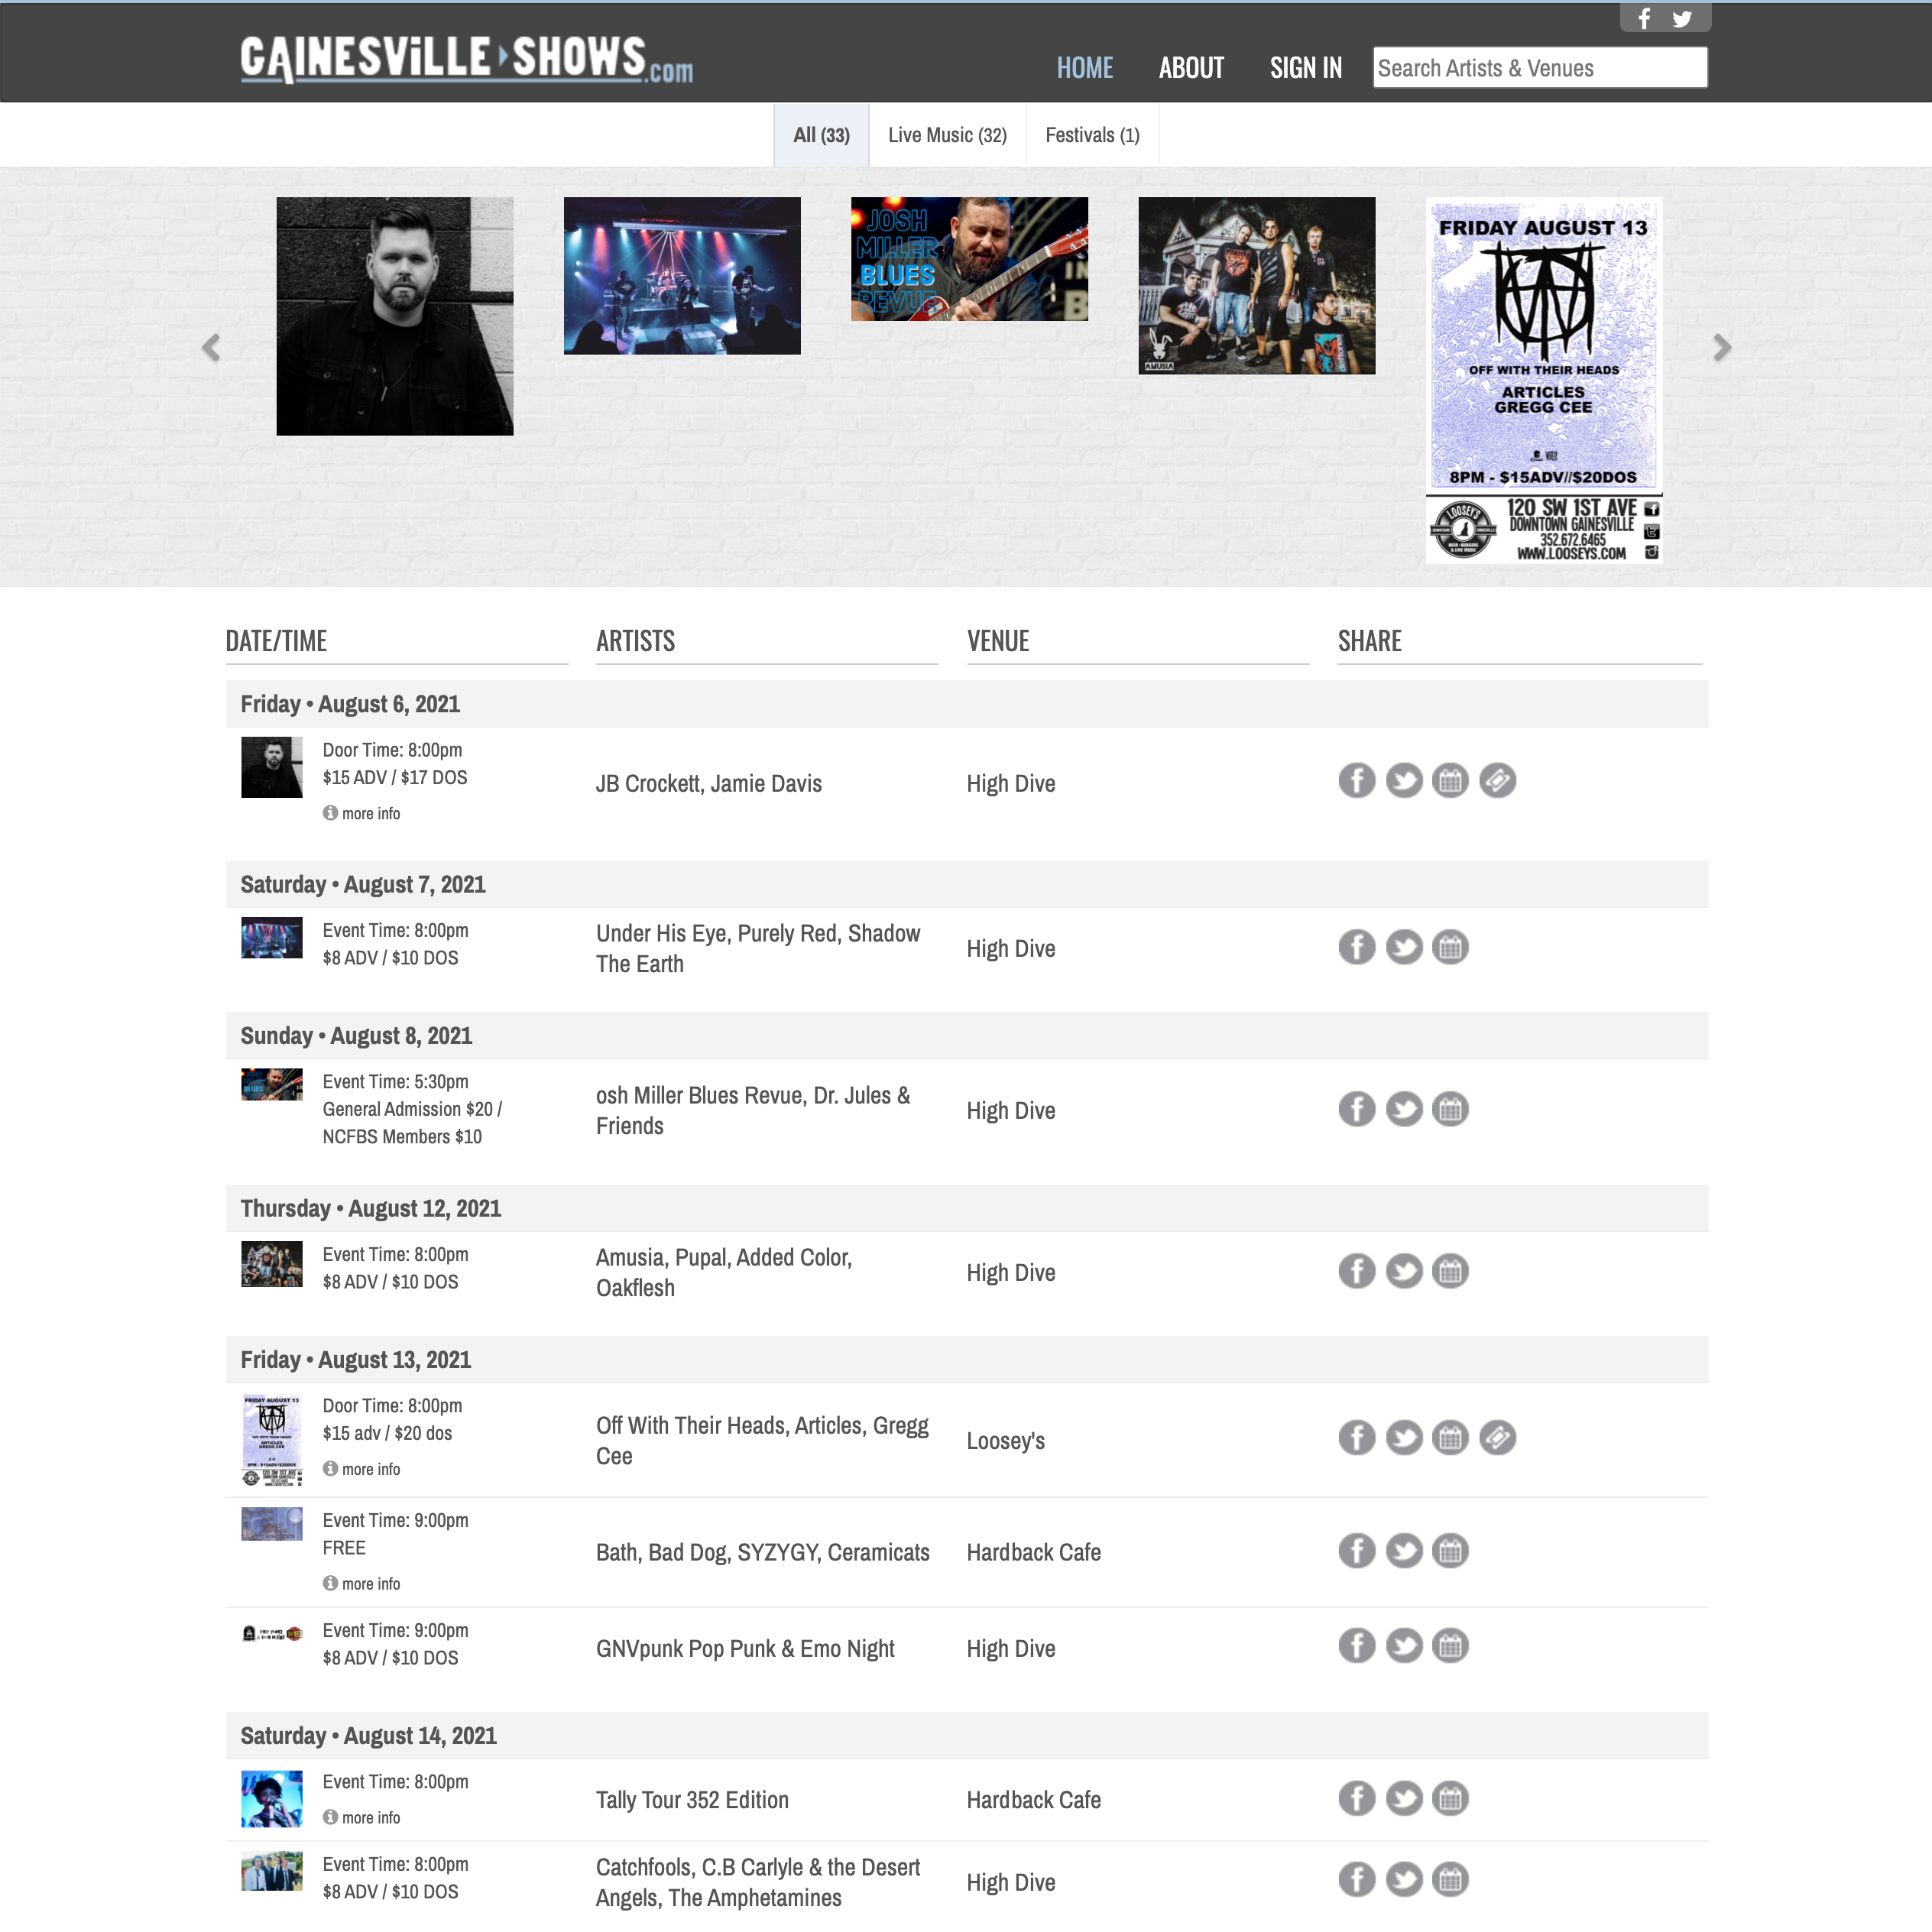 GAINESViLLE SHOWS.com
HOME
ABOUT
SIGN IN
Search Artists & Venues
All (33)
Live Music (32)
Festivals (1)
JOSH
MILLER
BLUES
REVUE
AMUSIA
FRIDAY AUGUST 13
OFF WITH THEIR HEADS
ARTICLES
GREGG CEE
8PM - $15ADV//$20DOS
LOOSEY'S
120 SW 1ST AVE
DOWNTOWN GAINESVILLE
352.672.6465
WWW.LOOSEYS.COM
DATE/TIME
ARTISTS
VENUE
SHARE
Friday • August 6, 2021
Door Time: 8:00pm
$15 ADV / $17 DOS
more info
JB Crockett, Jamie Davis
High Dive
Saturday • August 7, 2021
Event Time: 8:00pm
$8 ADV / $10 DOS
Under His Eye, Purely Red, Shadow
The Earth
High Dive
Sunday • August 8, 2021
Event Time: 5:30pm
General Admission $20 /
NCFBS Members $10
osh Miller Blues Revue, Dr. Jules &
Friends
High Dive
Thursday • August 12, 2021
Event Time: 8:00pm
$8 ADV / $10 DOS
Amusia, Pupal, Added Color,
Oakflesh
High Dive
Friday • August 13, 2021
Door Time: 8:00pm
$15 adv / $20 dos
more info
Off With Their Heads, Articles, Gregg
Cee
Loosey's
Event Time: 9:00pm
FREE
more info
Bath, Bad Dog, SYZYGY, Ceramicats
Hardback Cafe
Event Time: 9:00pm
$8 ADV / $10 DOS
GNVpunk Pop Punk & Emo Night
High Dive
Saturday • August 14, 2021
Event Time: 8:00pm
more info
Tally Tour 352 Edition
Hardback Cafe
Event Time: 8:00pm
$8 ADV / $10 DOS
Catchfools, C.B Carlyle & the Desert
Angels, The Amphetamines
High Dive